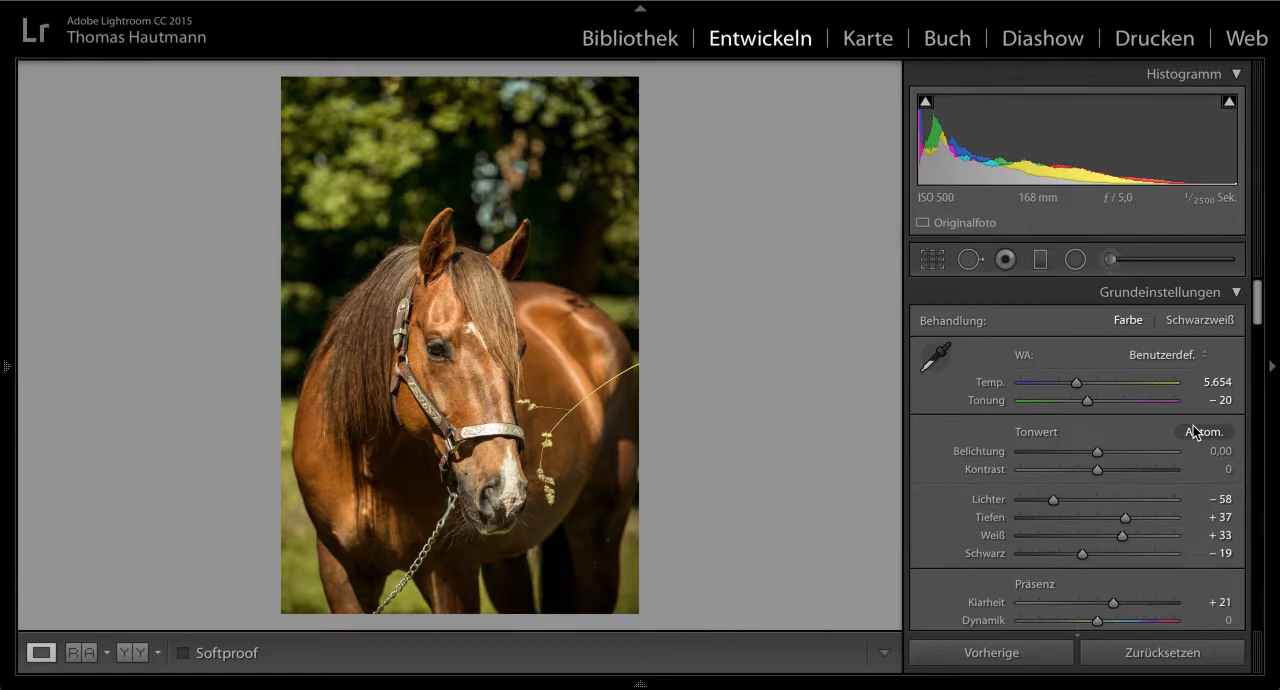 Lr
Adobe Lightroom CC 2015
Thomas Hautmann
Bibliothek | Entwickeln | Karte | Buch | Diashow | Drucken | Web
Histogramm
ISO 500 168 mm ƒ / 5,0 1/2500 Sek.
Originalfoto
Grundeinstellungen
Behandlung: Farbe | Schwarzweiß
WA: Benutzerdef.
Temp. 5.654
Tonung − 20
Tonwert
Belichtung 0,00
Kontrast 0
Lichter − 58
Tiefen + 37
Weiß + 33
Schwarz − 19
Präsenz
Klarheit + 21
Dynamik 0
R A Y Y Softproof
Vorherige Zurücksetzen